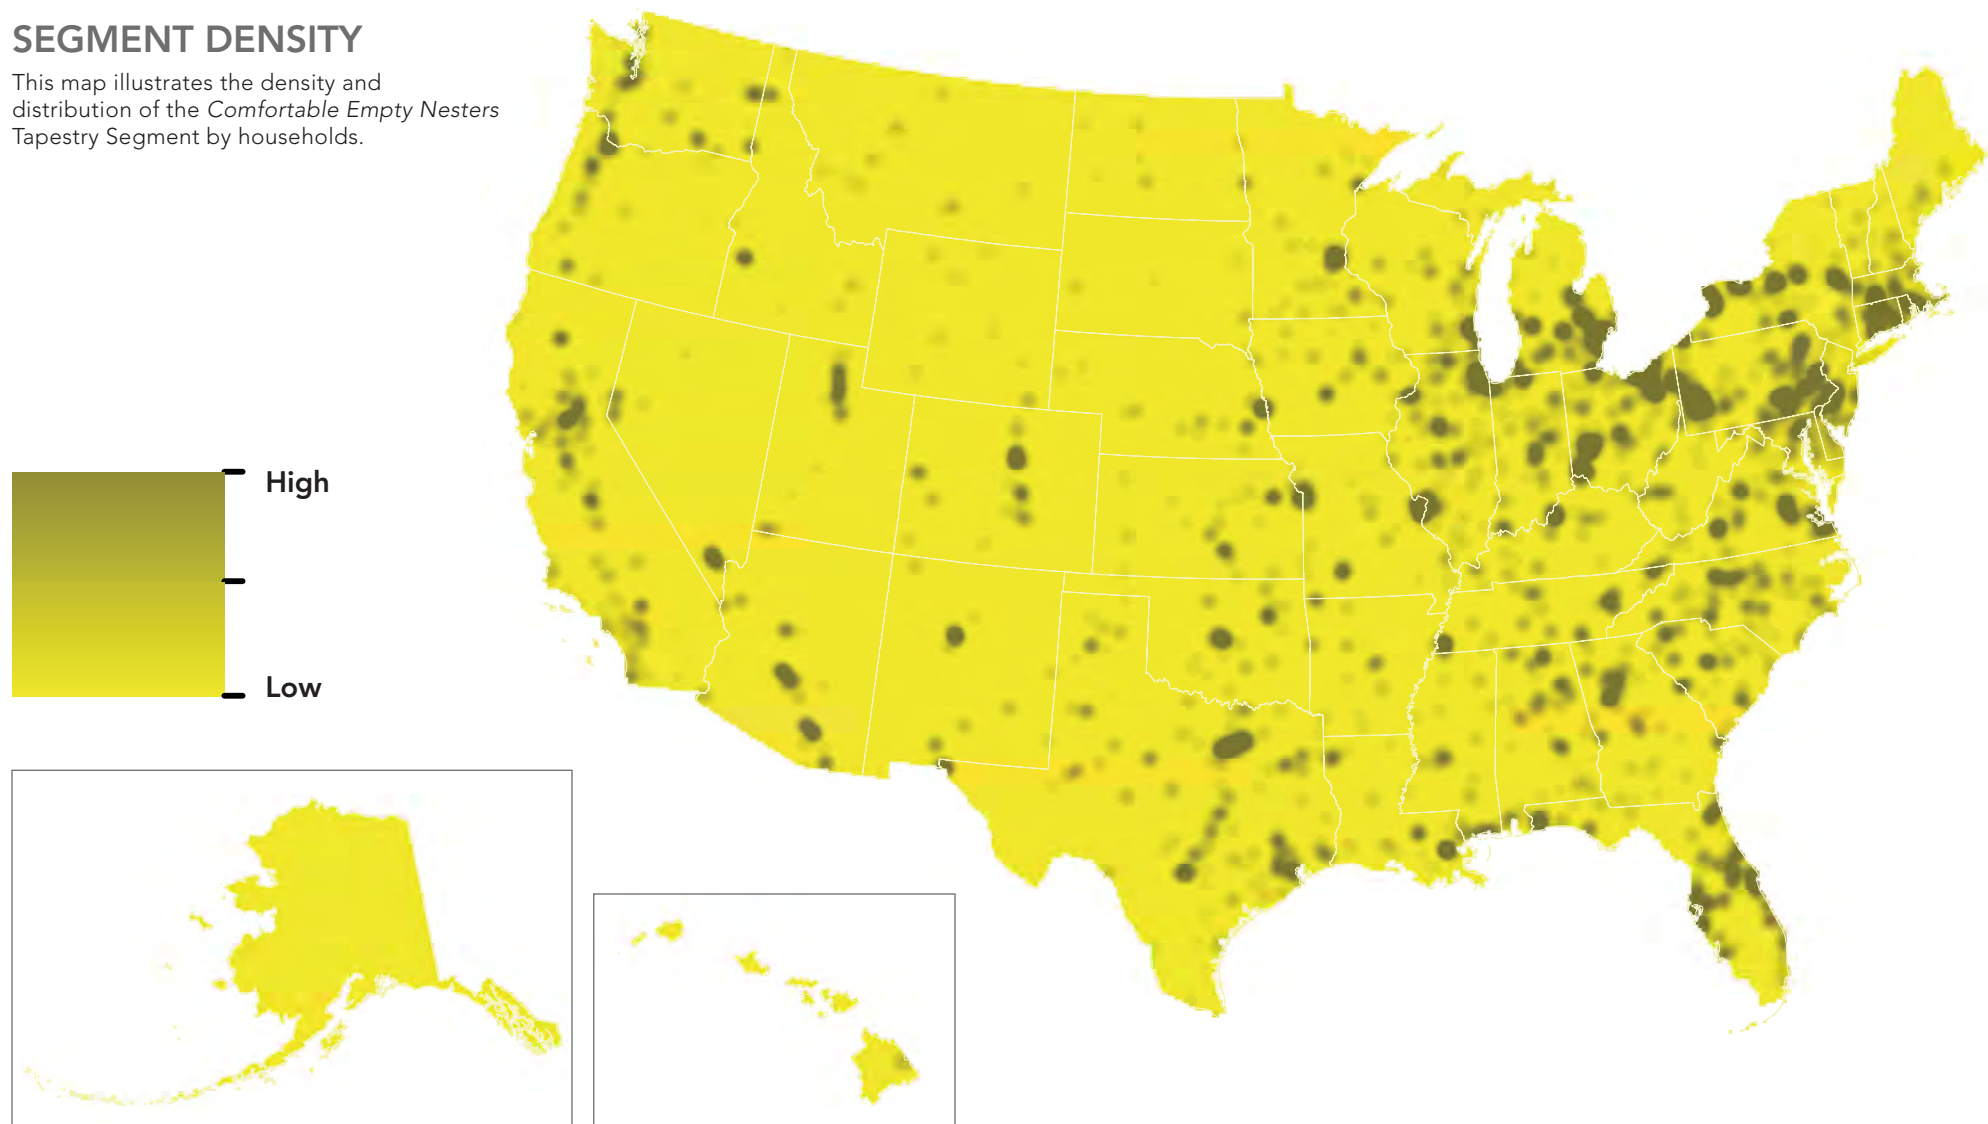 SEGMENT DENSITY
This map illustrates the density and
distribution of the Comfortable Empty Nesters
Tapestry Segment by households.
High
Low